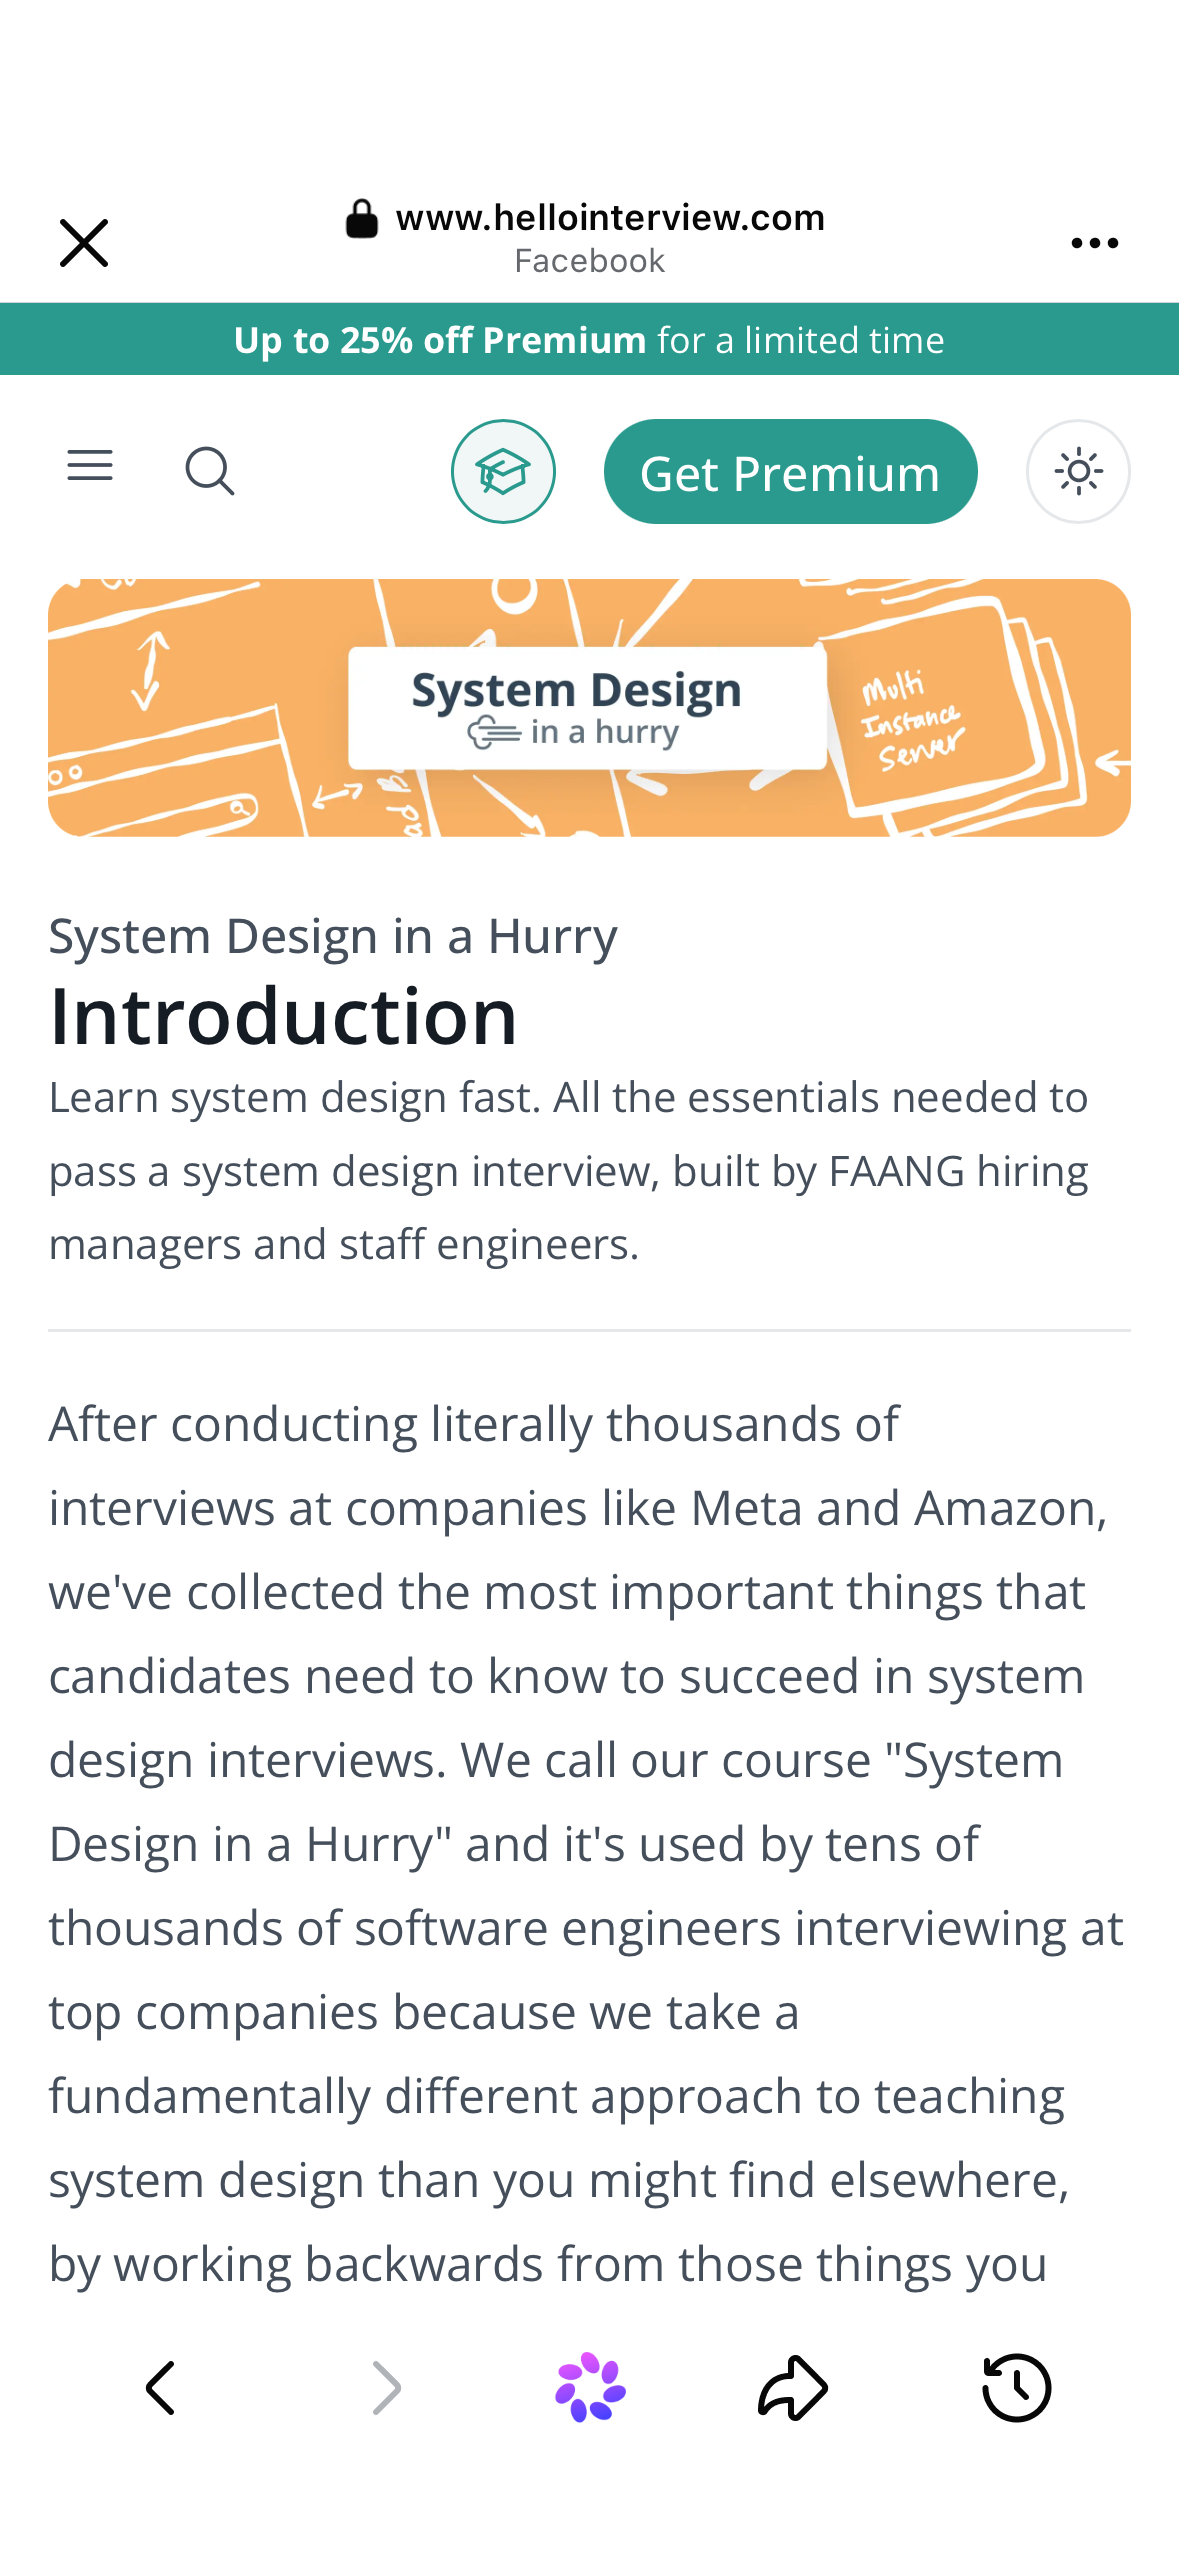 www.hellointerview.com
Facebook
Up to 25% off Premium for a limited time
Get Premium
System Design
in a hurry
Multi
Instance
Server
System Design in a Hurry
Introduction
Learn system design fast. All the essentials needed to
pass a system design interview, built by FAANG hiring
managers and staff engineers.
After conducting literally thousands of
interviews at companies like Meta and Amazon,
we've collected the most important things that
candidates need to know to succeed in system
design interviews. We call our course "System
Design in a Hurry" and it's used by tens of
thousands of software engineers interviewing at
top companies because we take a
fundamentally different approach to teaching
system design than you might find elsewhere,
by working backwards from those things you